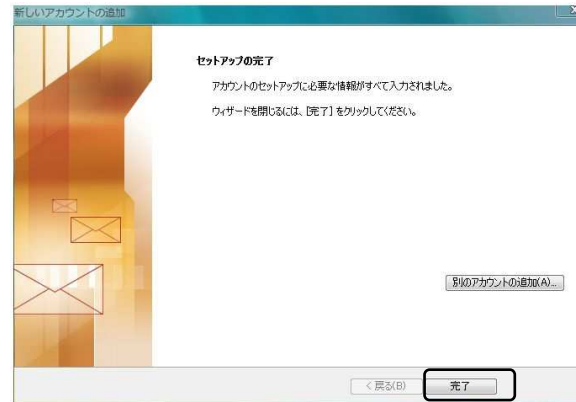 新しいアカウントの追加
セットアップの完了
アカウントのセットアップに必要な情報がすべて入力されました。
ウィザードを閉じるには、[完了] をクリックしてください。
別のアカウントの追加(A)...
< 戻る(B)
完了